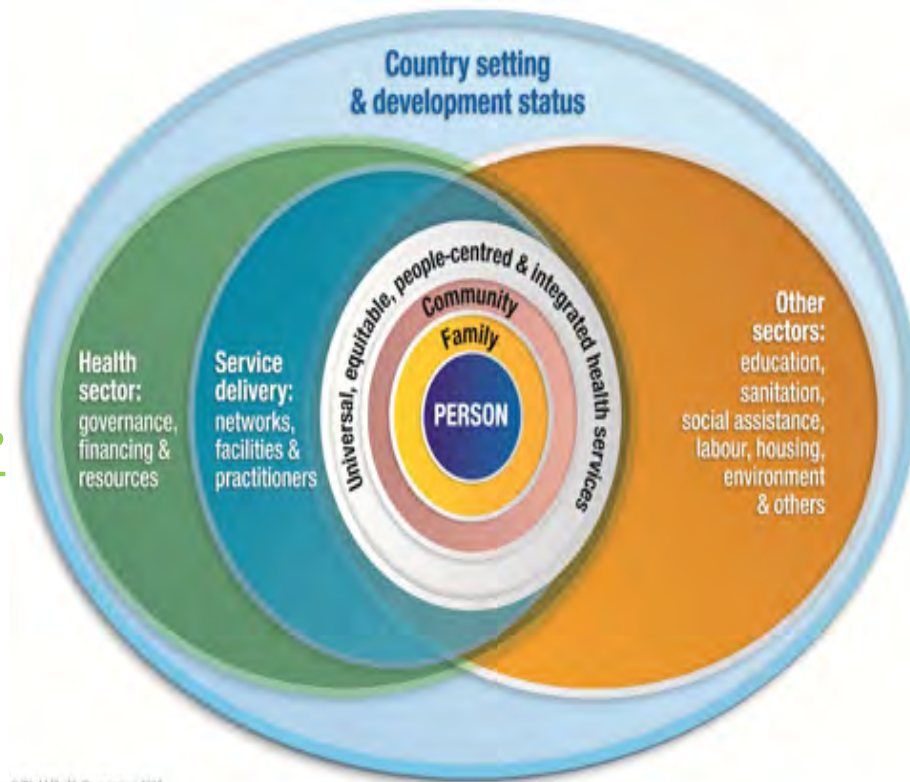 Country setting
& development status
Universal, equitable, people-centred & integrated health services
Community
Family
PERSON
Health
sector:
governance,
financing &
resources
Service
delivery:
networks,
facilities &
practitioners
Other
sectors:
education,
sanitation,
social assistance,
labour, housing,
environment
& others